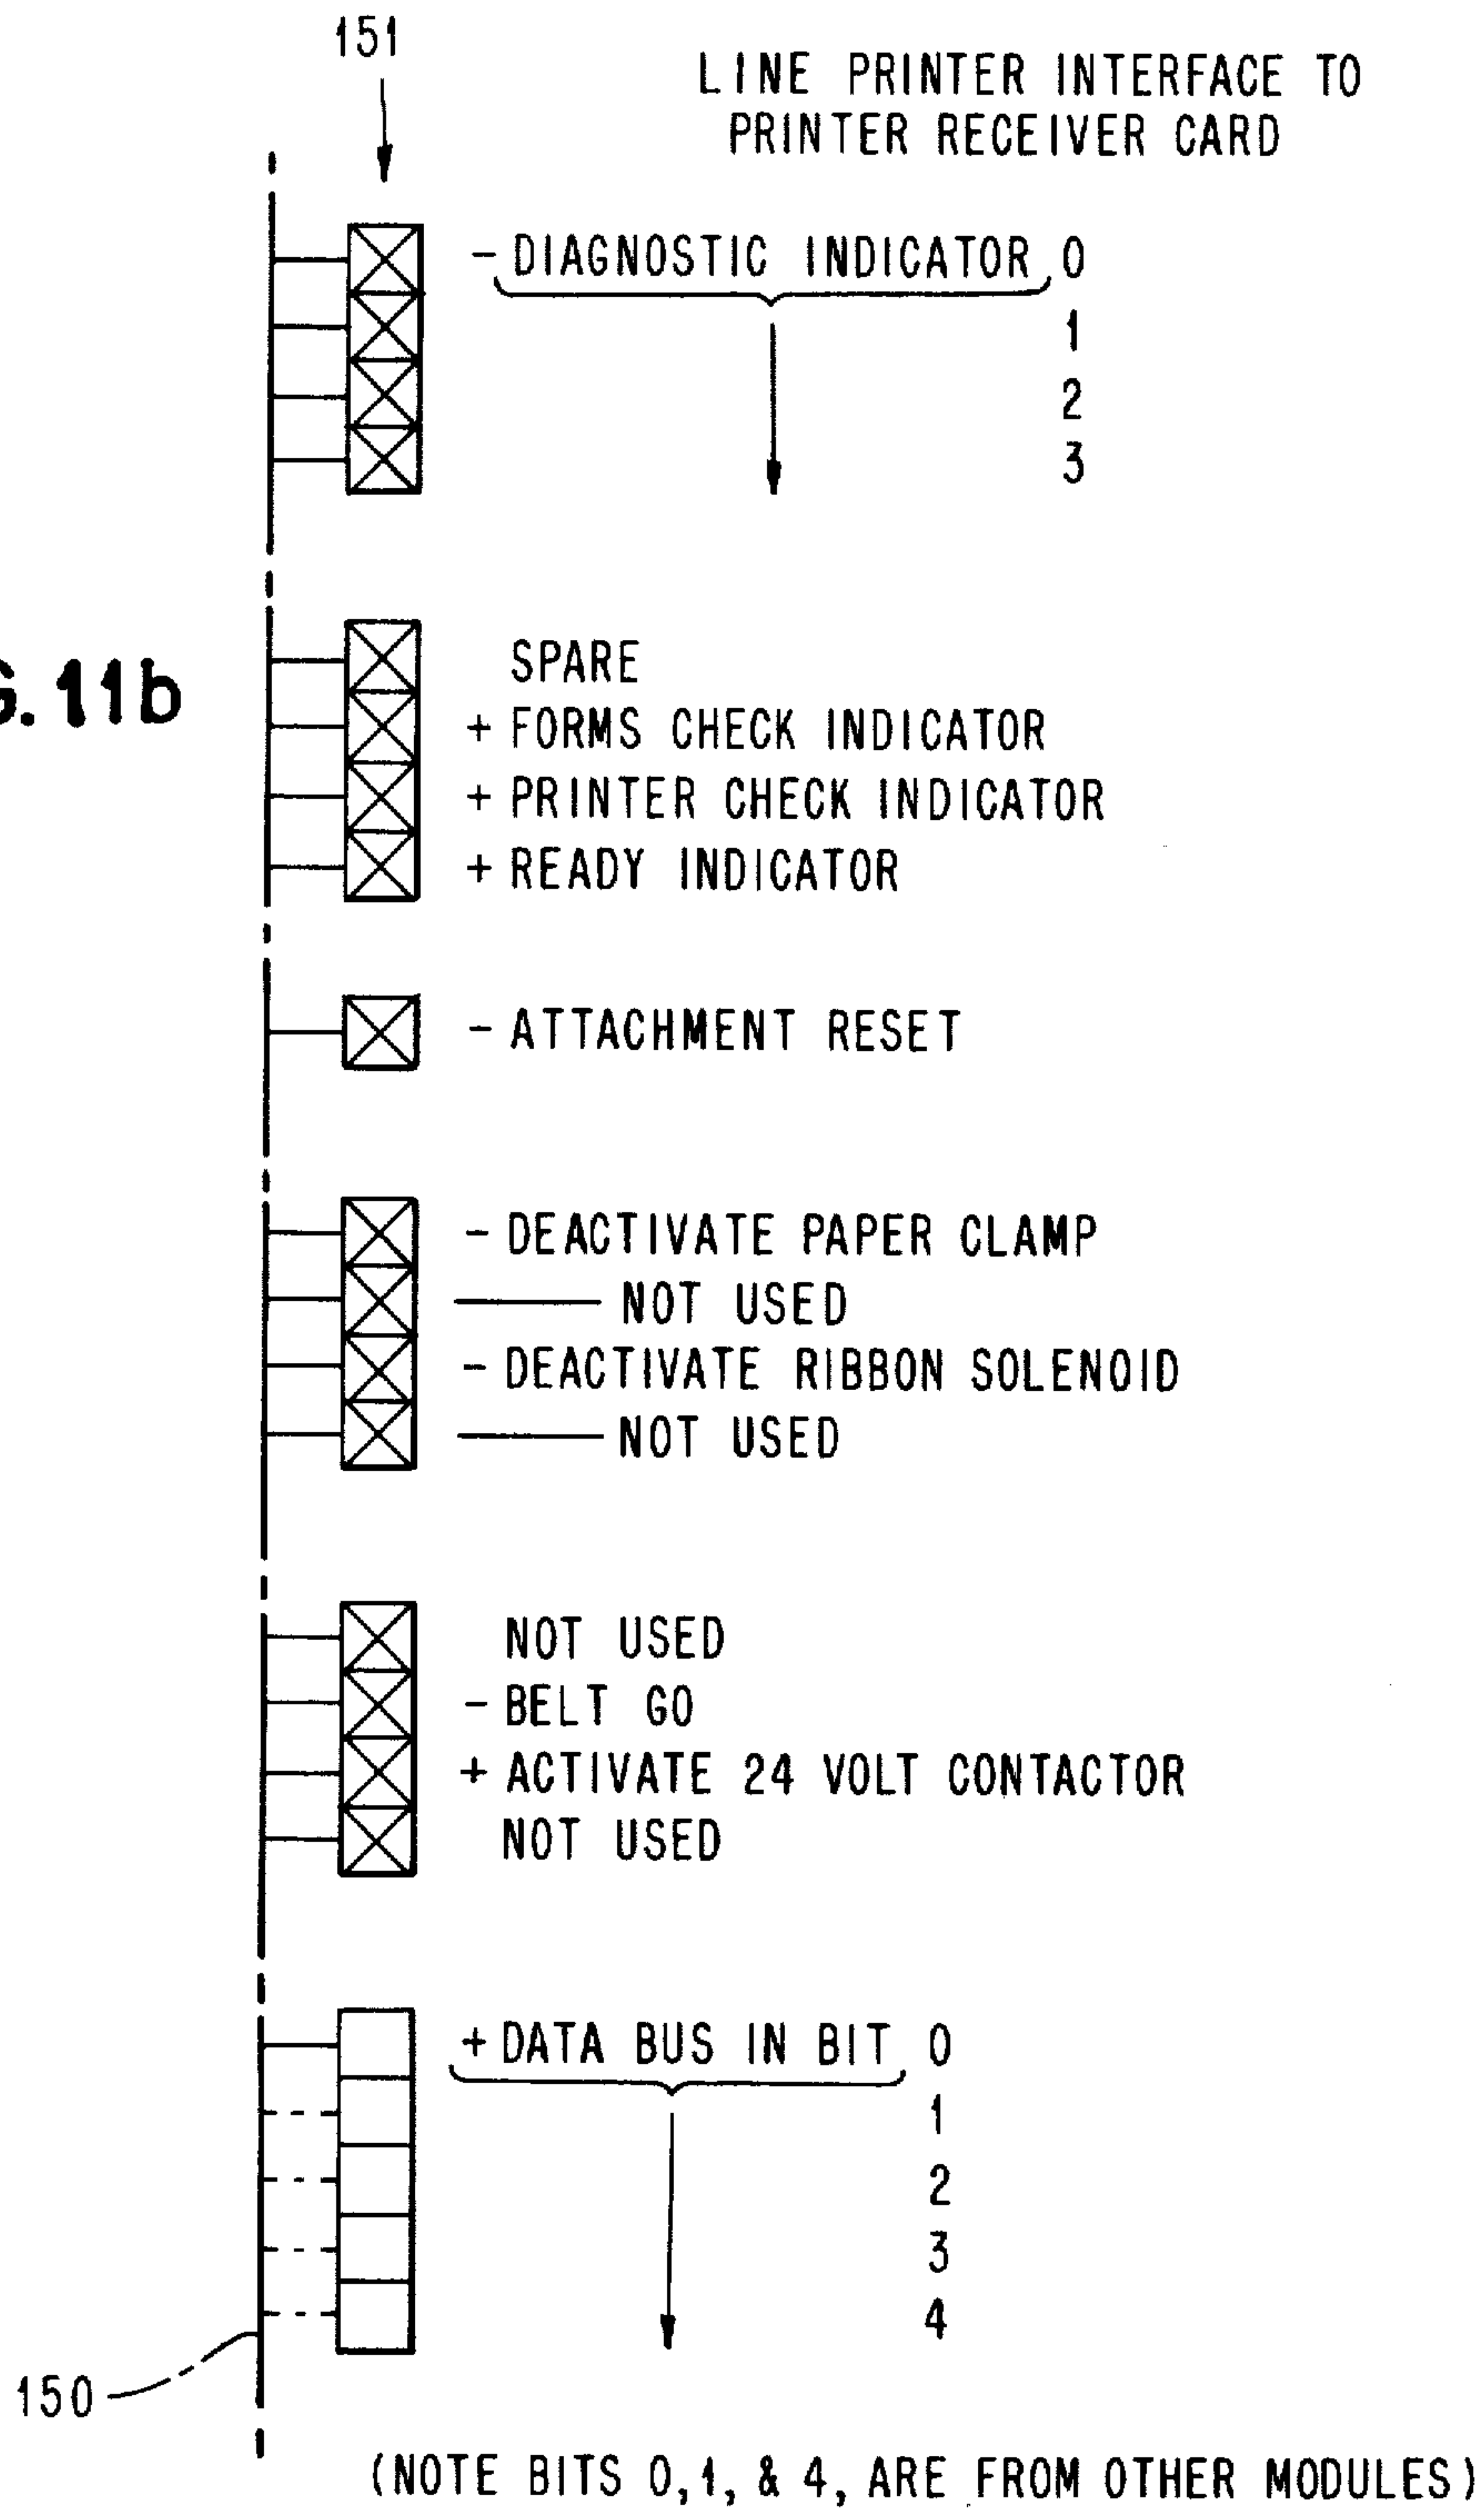 151
LINE PRINTER INTERFACE TO
PRINTER RECEIVER CARD
- DIAGNOSTIC INDICATOR 0
1
2
3
SPARE
G.11b
+ FORMS CHECK INDICATOR
+ PRINTER CHECK INDICATOR
+ READY INDICATOR
- ATTACHMENT RESET
- DEACTIVATE PAPER CLAMP
NOT USED
- DEACTIVATE RIBBON SOLENOID
NOT USED
NOT USED
- BELT GO
+ ACTIVATE 24 VOLT CONTACTOR
NOT USED
+ DATA BUS IN BIT 0
1
2
3
4
150
(NOTE BITS 0,1, & 4, ARE FROM OTHER MODULES)